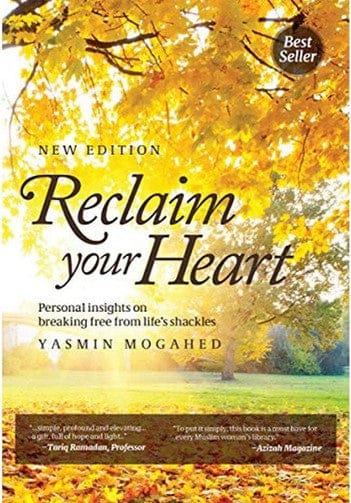 Best
Seller
NEW EDITION
Reclaim
your Heart
Personal insights on
breaking free from life's shackles
YASMIN MOGAHED
"...simple, profound and elevating...
a gift, full of hope and light..."
—Tariq Ramadan, Professor
"To put it simply, this book is a must have for
every Muslim woman's library."
—Azizah Magazine